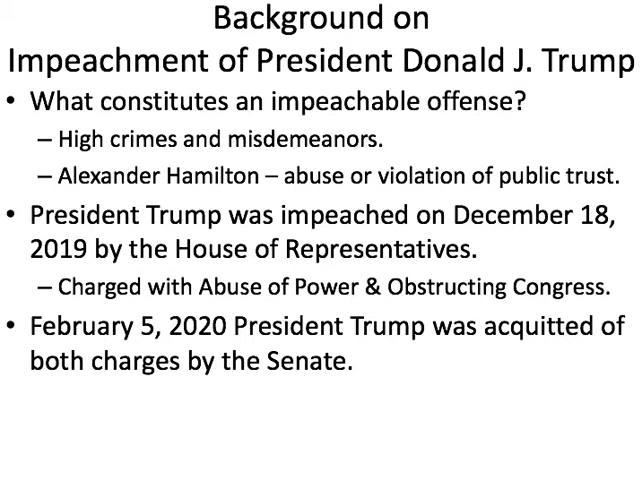 Background on
Impeachment of President Donald J. Trump
• What constitutes an impeachable offense?
– High crimes and misdemeanors.
– Alexander Hamilton – abuse or violation of public trust.
• President Trump was impeached on December 18,
2019 by the House of Representatives.
– Charged with Abuse of Power & Obstructing Congress.
• February 5, 2020 President Trump was acquitted of
both charges by the Senate.